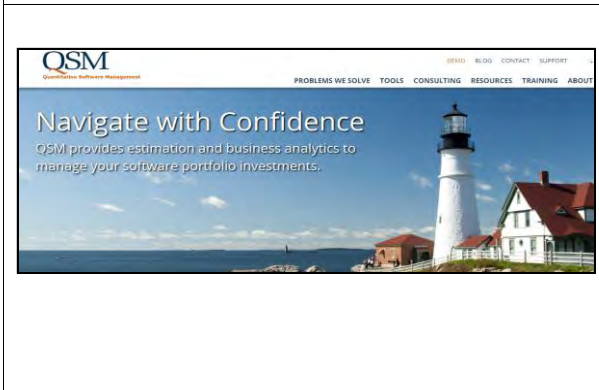 QSM
Quantitative Software Management
DEMO BLOG CONTACT SUPPORT
PROBLEMS WE SOLVE TOOLS CONSULTING RESOURCES TRAINING ABOUT
Navigate with Confidence
QSM provides estimation and business analytics to
manage your software portfolio investments.